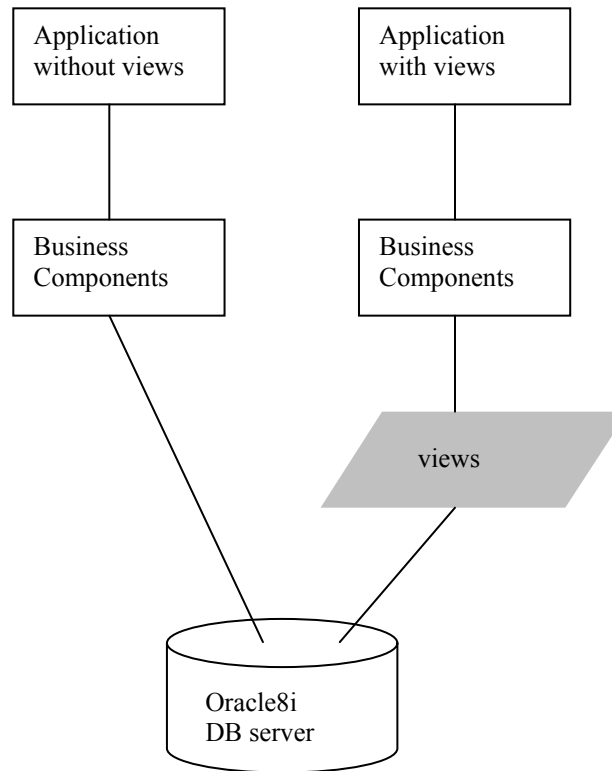 Application
without views
Application
with views
Business
Components
Business
Components
views
Oracle8i
DB server